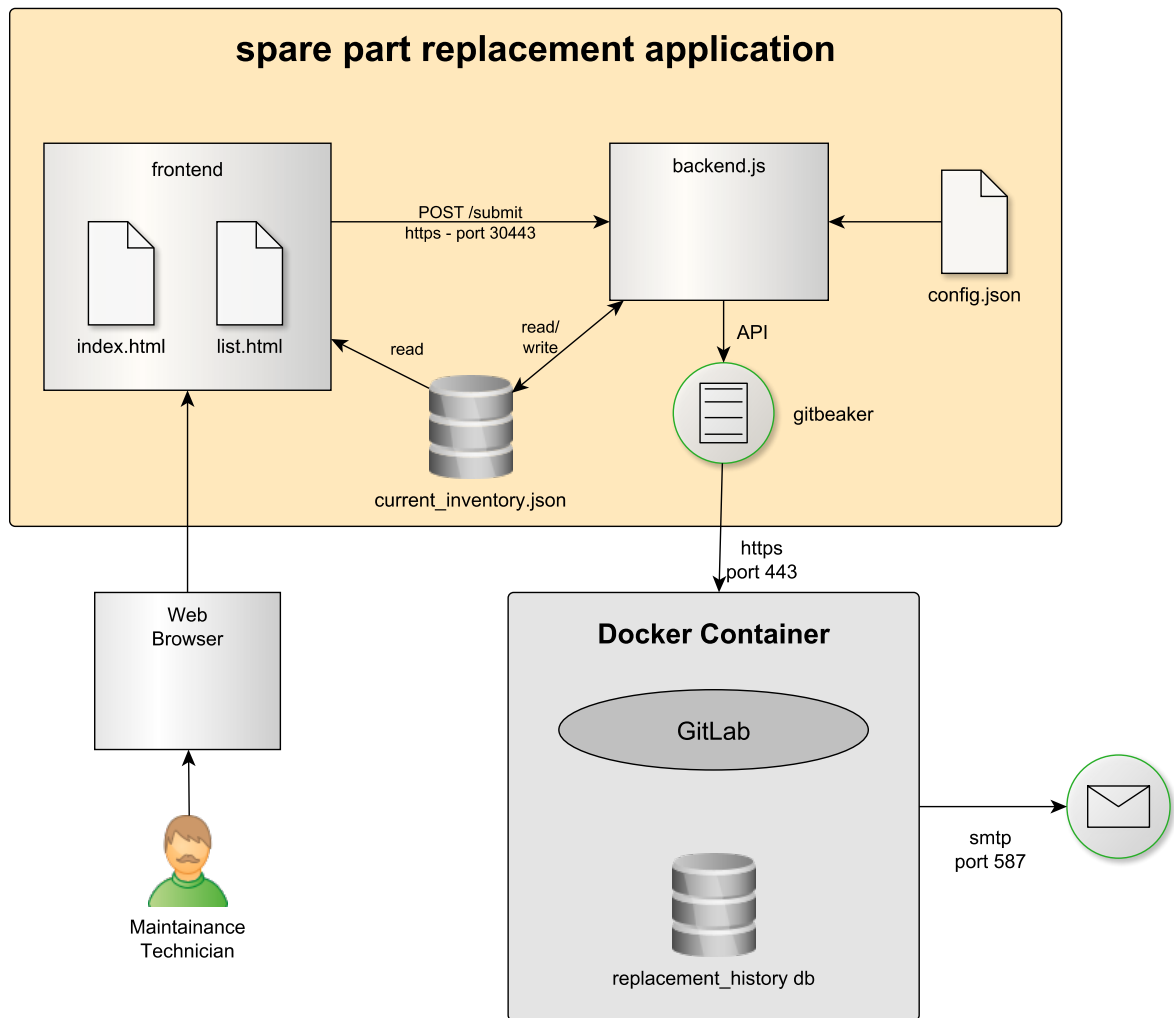 spare part replacement application
frontend
index.html
list.html
POST /submit
https - port 30443
backend.js
config.json
read
read/
write
current_inventory.json
API
gitbeaker
https
port 443
Web
Browser
Maintainance
Technician
Docker Container
GitLab
replacement_history db
smtp
port 587